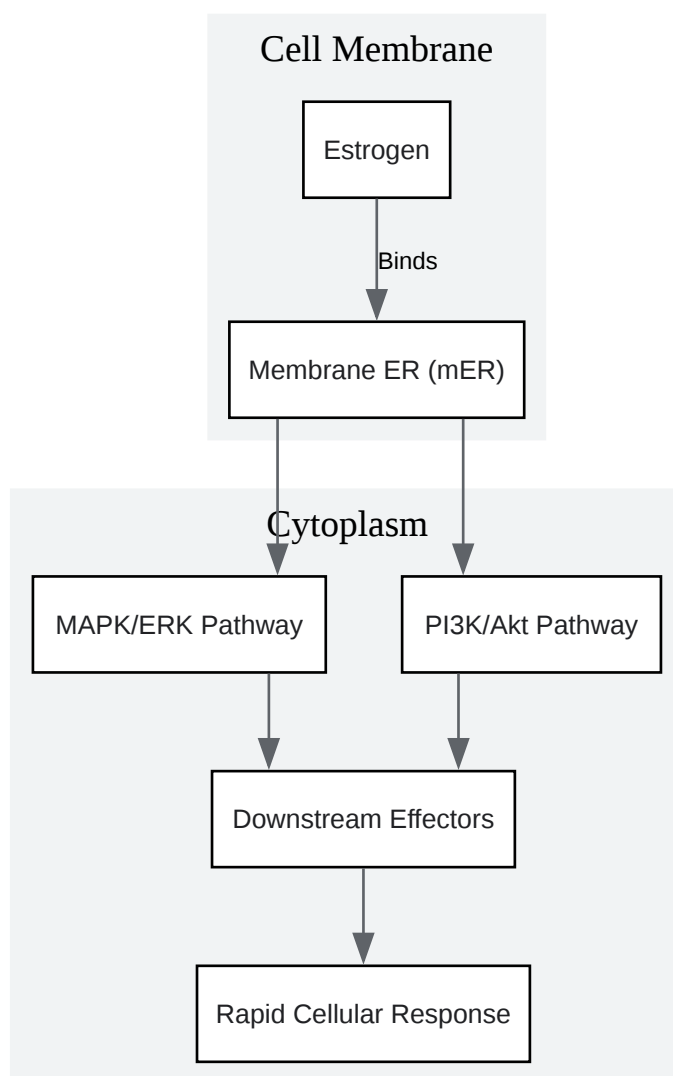 Cell Membrane
Estrogen
Binds
Membrane ER (mER)
Cytoplasm
MAPK/ERK Pathway
PI3K/Akt Pathway
Downstream Effectors
Rapid Cellular Response